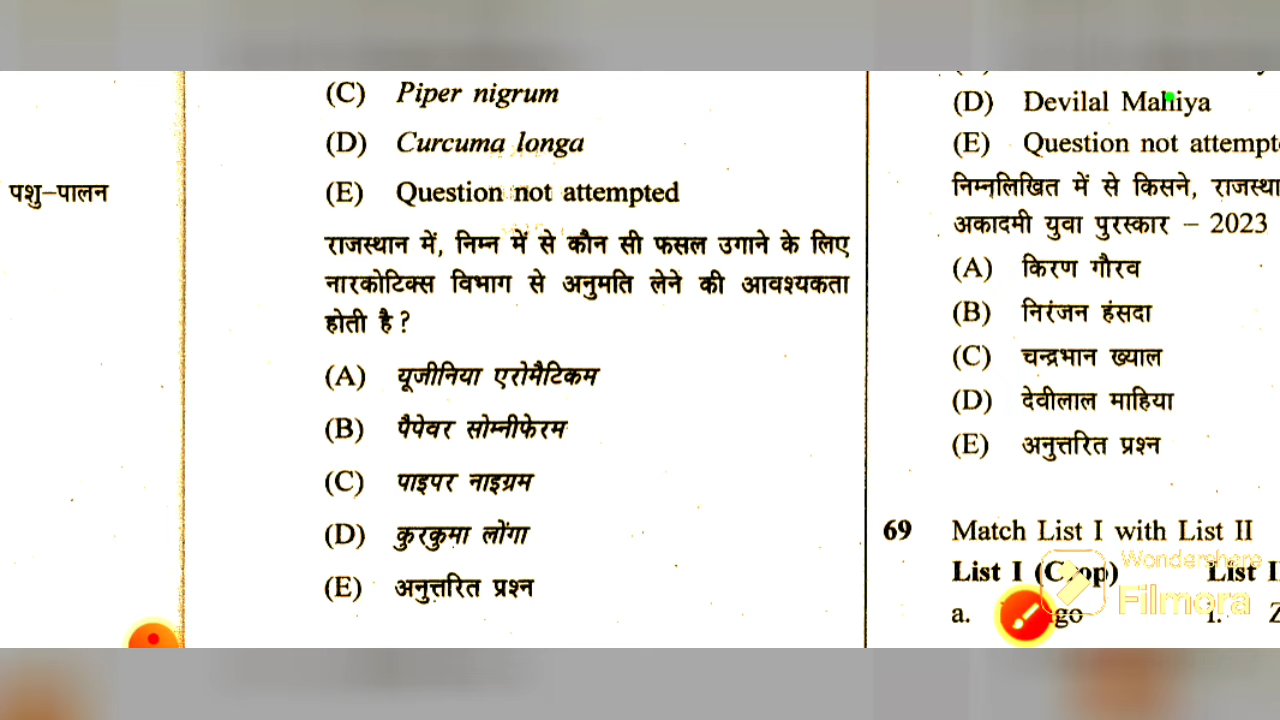 पशु-पालन
(C) Piper nigrum
(D) Curcuma longa
(E) Question not attempted
राजस्थान में, निम्न में से कौन सी फसल उगाने के लिए
नारकोटिक्स विभाग से अनुमति लेने की आवश्यकता
होती है ?
(A) यूजीनिया एरोमैटिकम
(B) पैपेवर सोम्नीफेरम
(C) पाइपर नाइग्रम
(D) कुरकुमा लोंगा
(E) अनुत्तरित प्रश्न
(D) Devilal Mahiya
(E) Question not
निम्नलिखित में से किसने,
अकादमी युवा पुरस्कार – 2023
(A) किरण गौरव
(B) निरंजन हंसदा
(C) चन्द्रभान ख्याल
(D) देवीलाल माहिया
(E) अनुत्तरित प्रश्न
69 Match List I with List II
List I (Crop) List
a. i.
Wondershare
Filmora